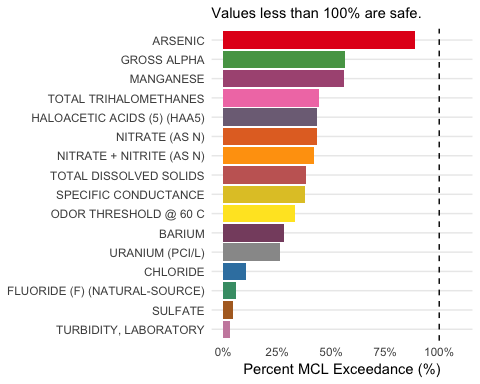 Values less than 100% are safe.
ARSENIC
GROSS ALPHA
MANGANESE
TOTAL TRIHALOMETHANES
HALOACETIC ACIDS (5) (HAA5)
NITRATE (AS N)
NITRATE + NITRITE (AS N)
TOTAL DISSOLVED SOLIDS
SPECIFIC CONDUCTANCE
ODOR THRESHOLD @ 60 C
BARIUM
URANIUM (PCI/L)
CHLORIDE
FLUORIDE (F) (NATURAL-SOURCE)
SULFATE
TURBIDITY, LABORATORY
0% 25% 50% 75% 100%
Percent MCL Exceedance (%)